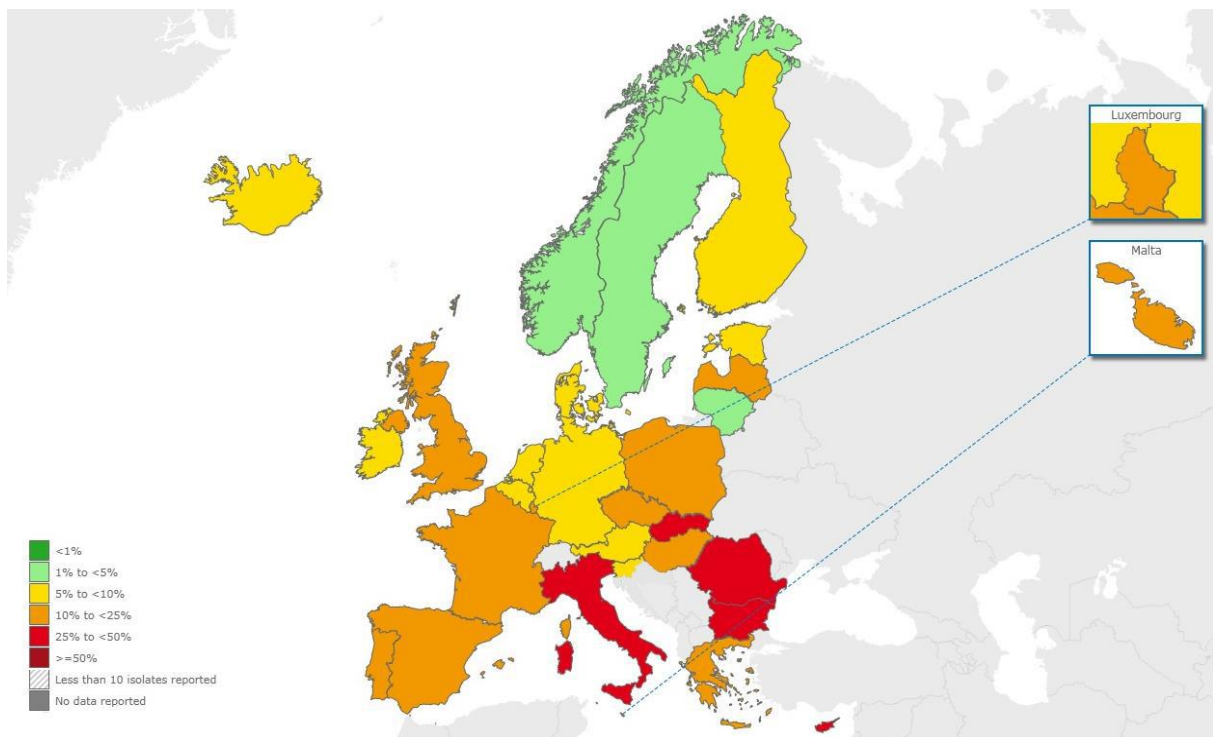 Luxembourg
Malta
<1%
1% to <5%
5% to <10%
10% to <25%
25% to <50%
>=50%
Less than 10 isolates reported
No data reported